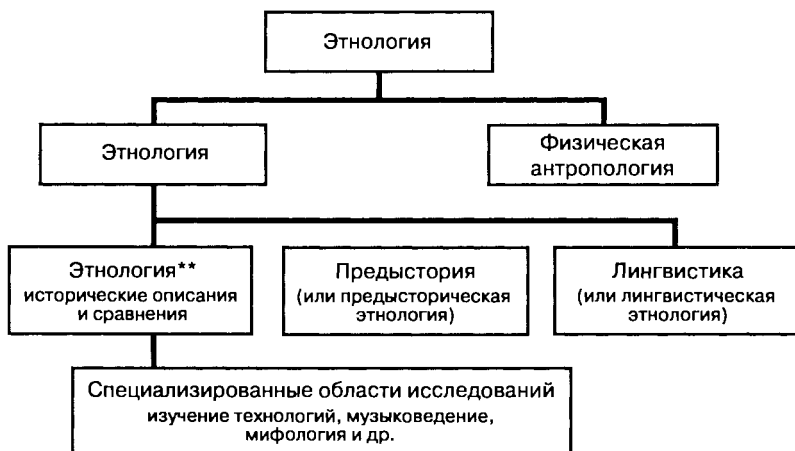 Этнология
Этнология
Физическая
антропология
Этнология**
исторические описания
и сравнения
Предыстория
(или предысторическая
этнология)
Лингвистика
(или лингвистическая
этнология)
Специализированные области исследований
изучение технологий, музыковедение,
мифология и др.